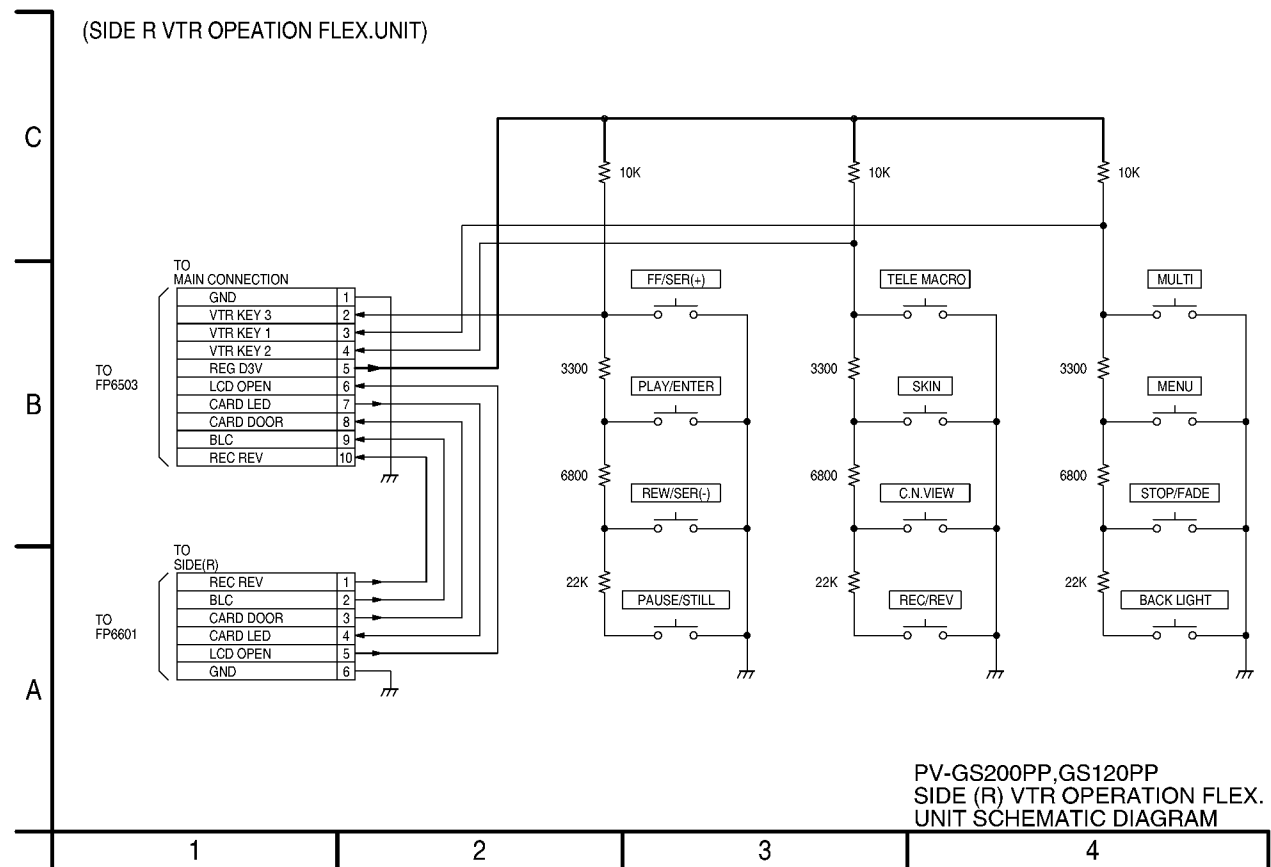 (SIDE R VTR OPEATION FLEX.UNIT)
C
10K 10K 10K
TO
MAIN CONNECTION
FF/SER(+) TELE MACRO MULTI
GND 1
VTR KEY 3 2
VTR KEY 1 3
VTR KEY 2 4
TO
FP6503
REG D3V 5
3300 3300 3300
LCD OPEN 6
PLAY/ENTER SKIN MENU
B
CARD LED 7
CARD DOOR 8
BLC 9
REC REV 10
6800 6800 6800
REW/SER(-) C.N.VIEW STOP/FADE
TO
SIDE(R)
REC REV 1
22K 22K 22K
BLC 2
PAUSE/STILL REC/REV BACK LIGHT
TO
FP6601
CARD DOOR 3
CARD LED 4
LCD OPEN 5
GND 6
A
PV-GS200PP,GS120PP
SIDE (R) VTR OPERATION FLEX.
UNIT SCHEMATIC DIAGRAM
1 2 3 4